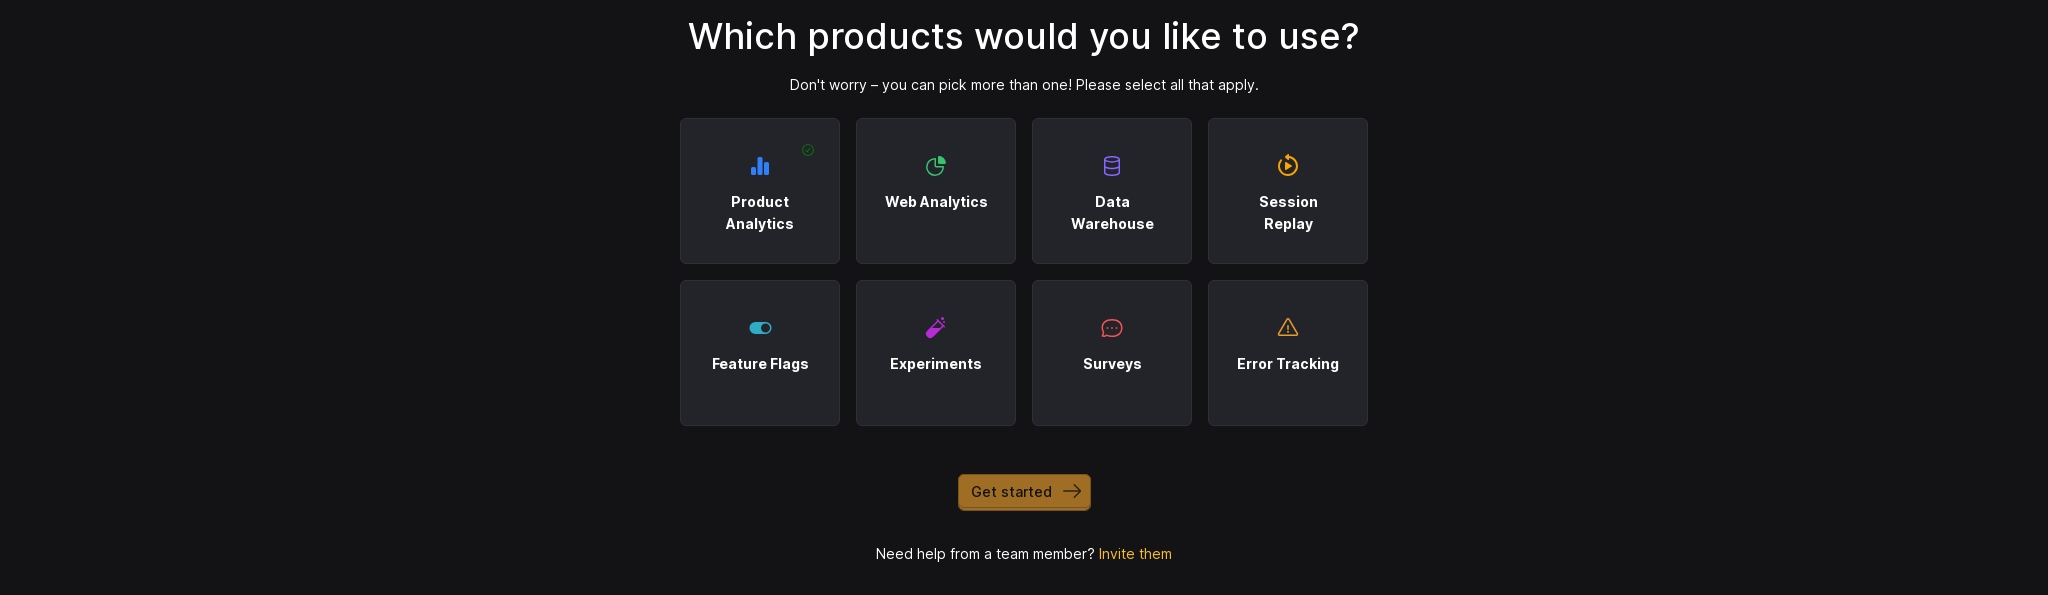 Which products would you like to use?
Don't worry – you can pick more than one! Please select all that apply.
Product
Analytics
Web Analytics
Data
Warehouse
Session
Replay
Feature Flags
Experiments
Surveys
Error Tracking
Get started
Need help from a team member? Invite them